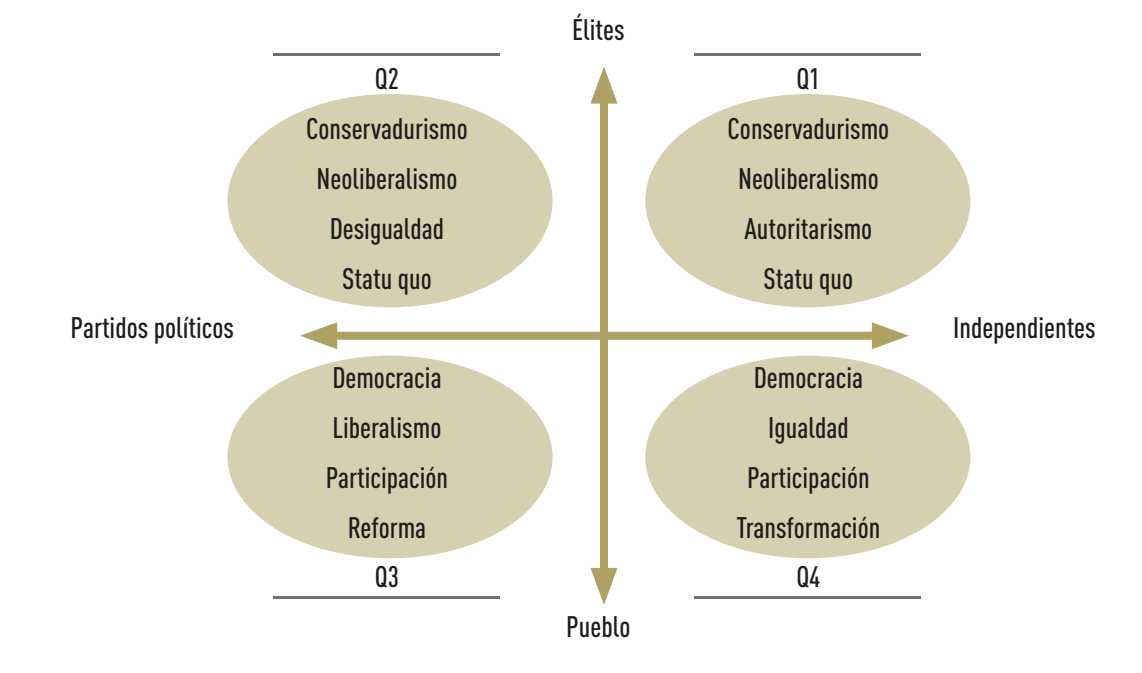 Élites
Q2
Conservadurismo
Neoliberalismo
Desigualdad
Statu quo
Q1
Conservadurismo
Neoliberalismo
Autoritarismo
Statu quo
Partidos políticos
Independientes
Democracia
Liberalismo
Participación
Reforma
Q3
Democracia
Igualdad
Participación
Transformación
Q4
Pueblo